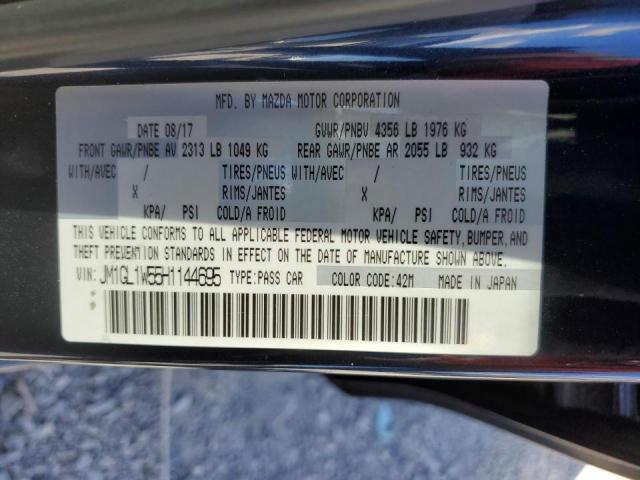 MFD. BY MAZDA MOTOR CORPORATION
DATE 08/17 GVWR/PNBV 4356 LB 1976 KG
FRONT GAWR/PNBE AV 2313 LB 1049 KG REAR GAWR/PNBE AR 2055 LB 932 KG
WITH/AVEC / TIRES/PNEUS WITH/AVEC / TIRES/PNEUS
X RIMS/JANTES X RIMS/JANTES
KPA/ PSI COLD/A FROID KPA/ PSI COLD/A FROID
THIS VEHICLE CONFORMS TO ALL APPLICABLE FEDERAL MOTOR VEHICLE SAFETY, BUMPER, AND
THEFT PREVENTION STANDARDS IN EFFECT ON THE DATE OF MANUFACTURE SHOWN ABOVE.
VIN: JM1GL1W55H1144695 TYPE:PASS CAR COLOR CODE:42M MADE IN JAPAN